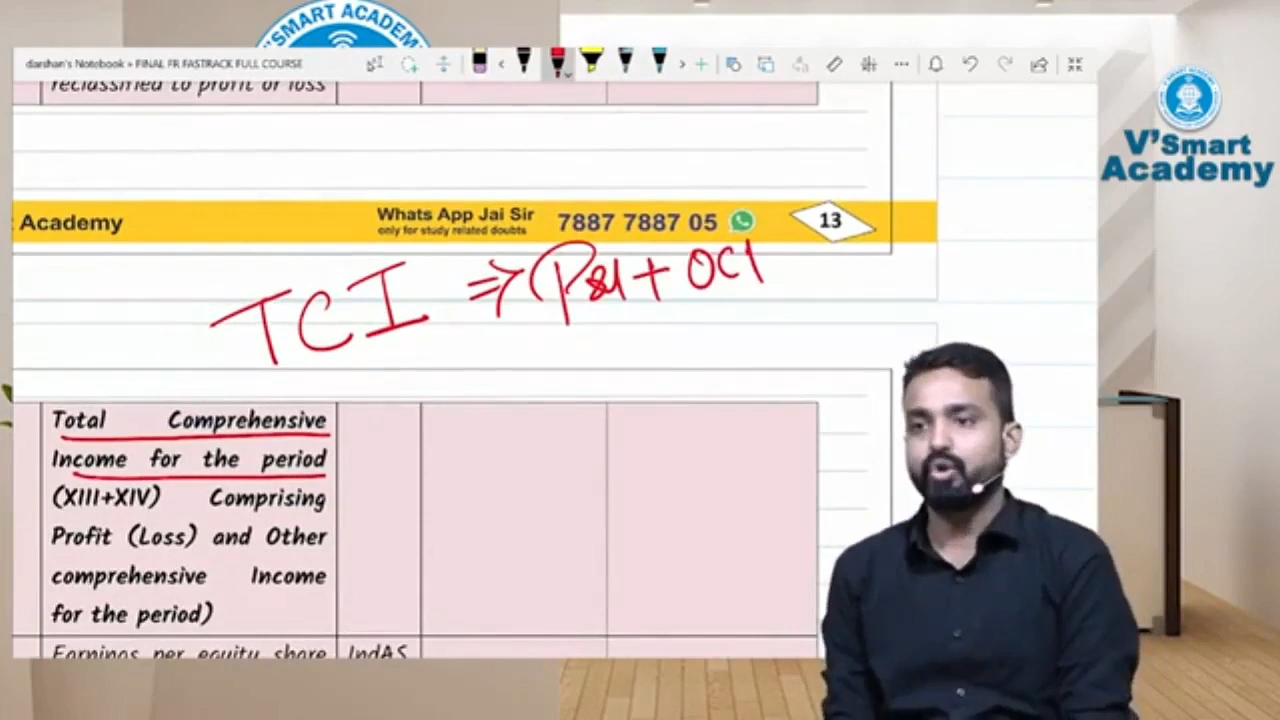 V'SMART ACADEMY
darshan's Notebook » FINAL FR FASTRACK FULL COURSE
reclassified to profit or loss
V'Smart
Academy
Academy
Whats App Jai Sir
only for study related doubts
7887 7887 05
13
TCI ⇒ P&l + OCI
Total Comprehensive
Income for the period
(XIII+XIV) Comprising
Profit (Loss) and Other
comprehensive Income
for the period)
Earnings per equity share
IndAS